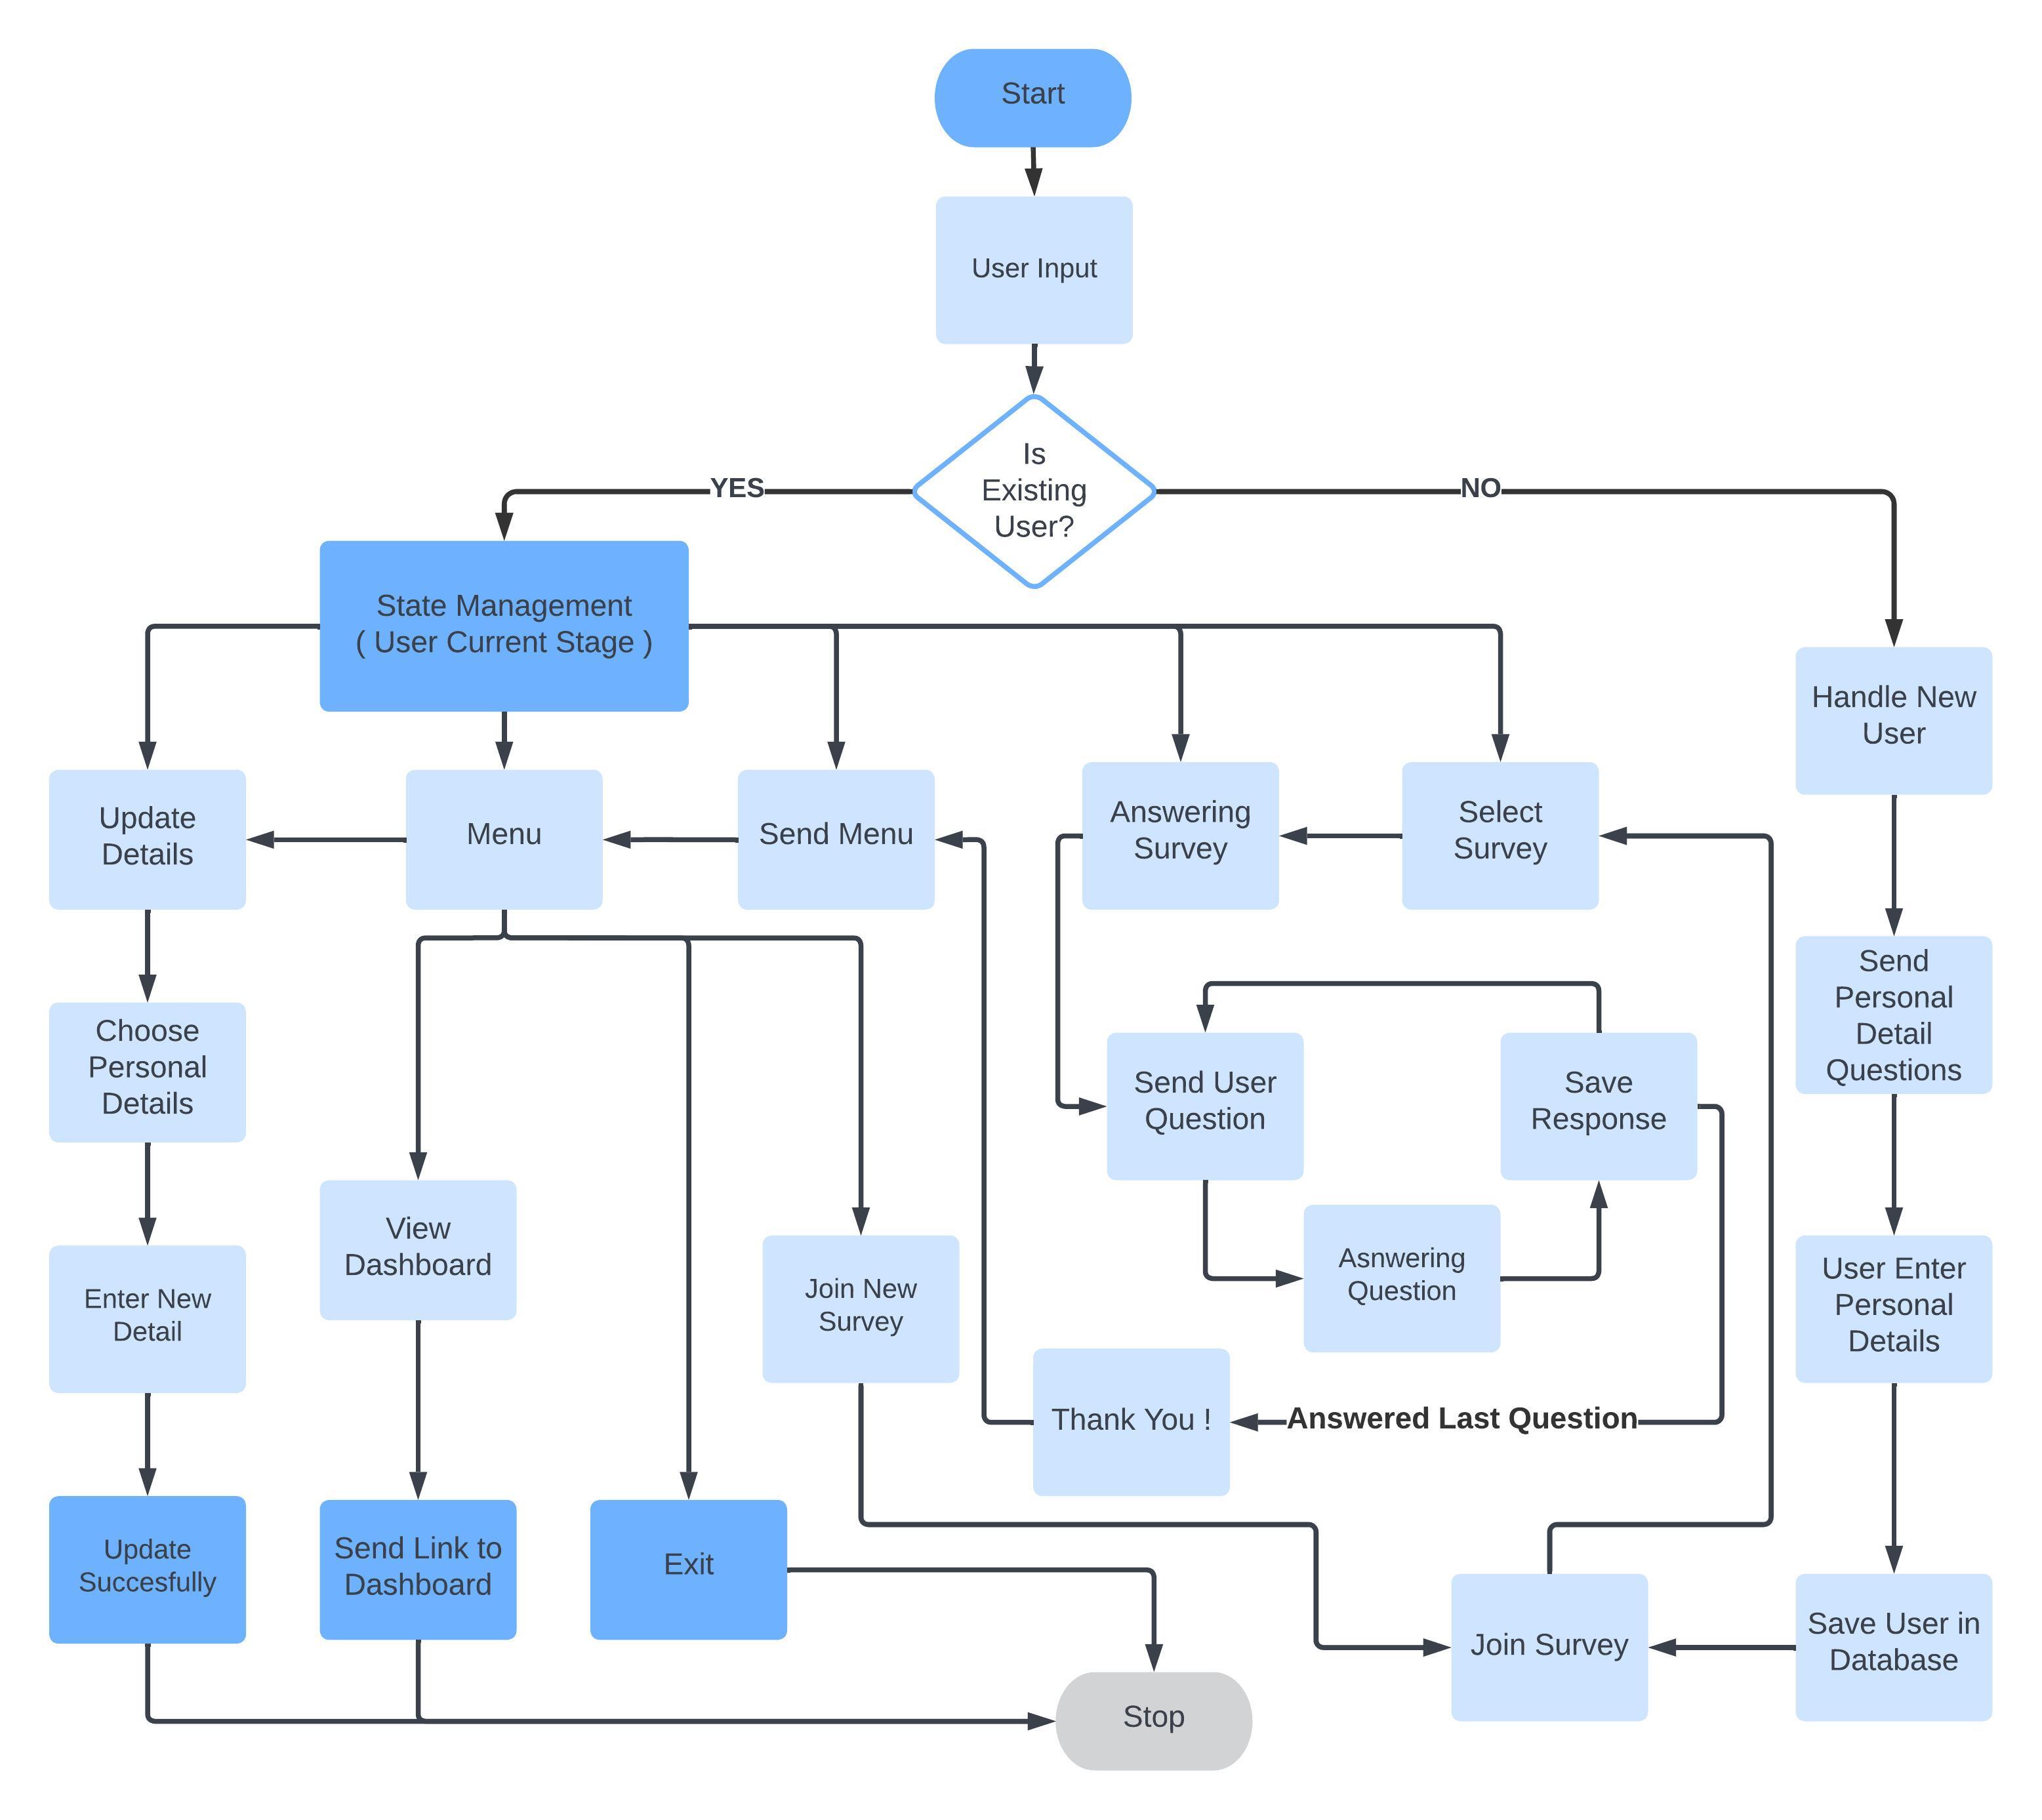 Start
User Input
Is
Existing
User?
YES
NO
State Management
( User Current Stage )
Handle New
User
Update
Details
Menu
Send Menu
Answering
Survey
Select
Survey
Send
Personal
Detail
Questions
Choose
Personal
Details
Send User
Question
Save
Response
View
Dashboard
Join New
Survey
Asnwering
Question
User Enter
Personal
Details
Enter New
Detail
Thank You !
Answered Last Question
Update
Succesfully
Send Link to
Dashboard
Exit
Join Survey
Save User in
Database
Stop